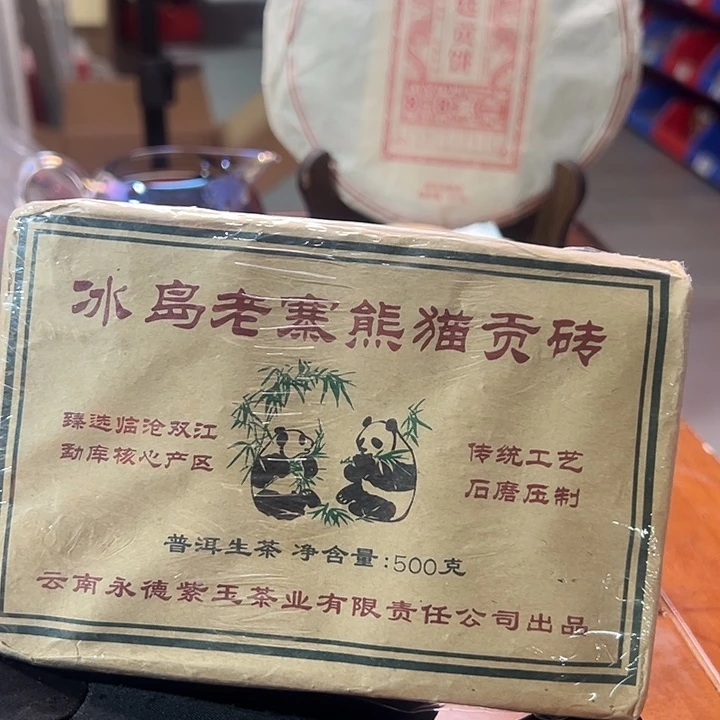 贡饼
冰岛老寨熊猫贡砖
臻选临沧双江
勐库核心产区
传统工艺
石磨压制
普洱生茶 净含量:500克
云南永德紫玉茶业有限责任公司出品